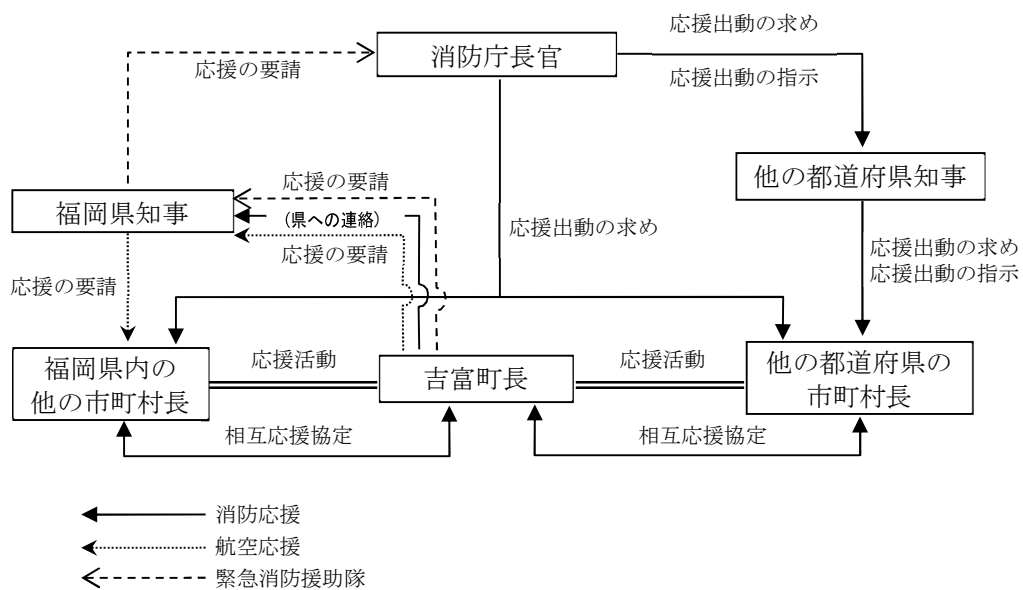 応援出動の求め
消防庁長官
応援の要請
応援出動の指示
他の都道府県知事
応援の要請
福岡県知事
(県への連絡)
応援出動の求め
応援の要請
応援の要請
応援出動の求め
応援出動の指示
福岡県内の
他の市町村長
応援活動
吉富町長
応援活動
他の都道府県の
市町村長
相互応援協定
相互応援協定
消防応援
航空応援
緊急消防援助隊